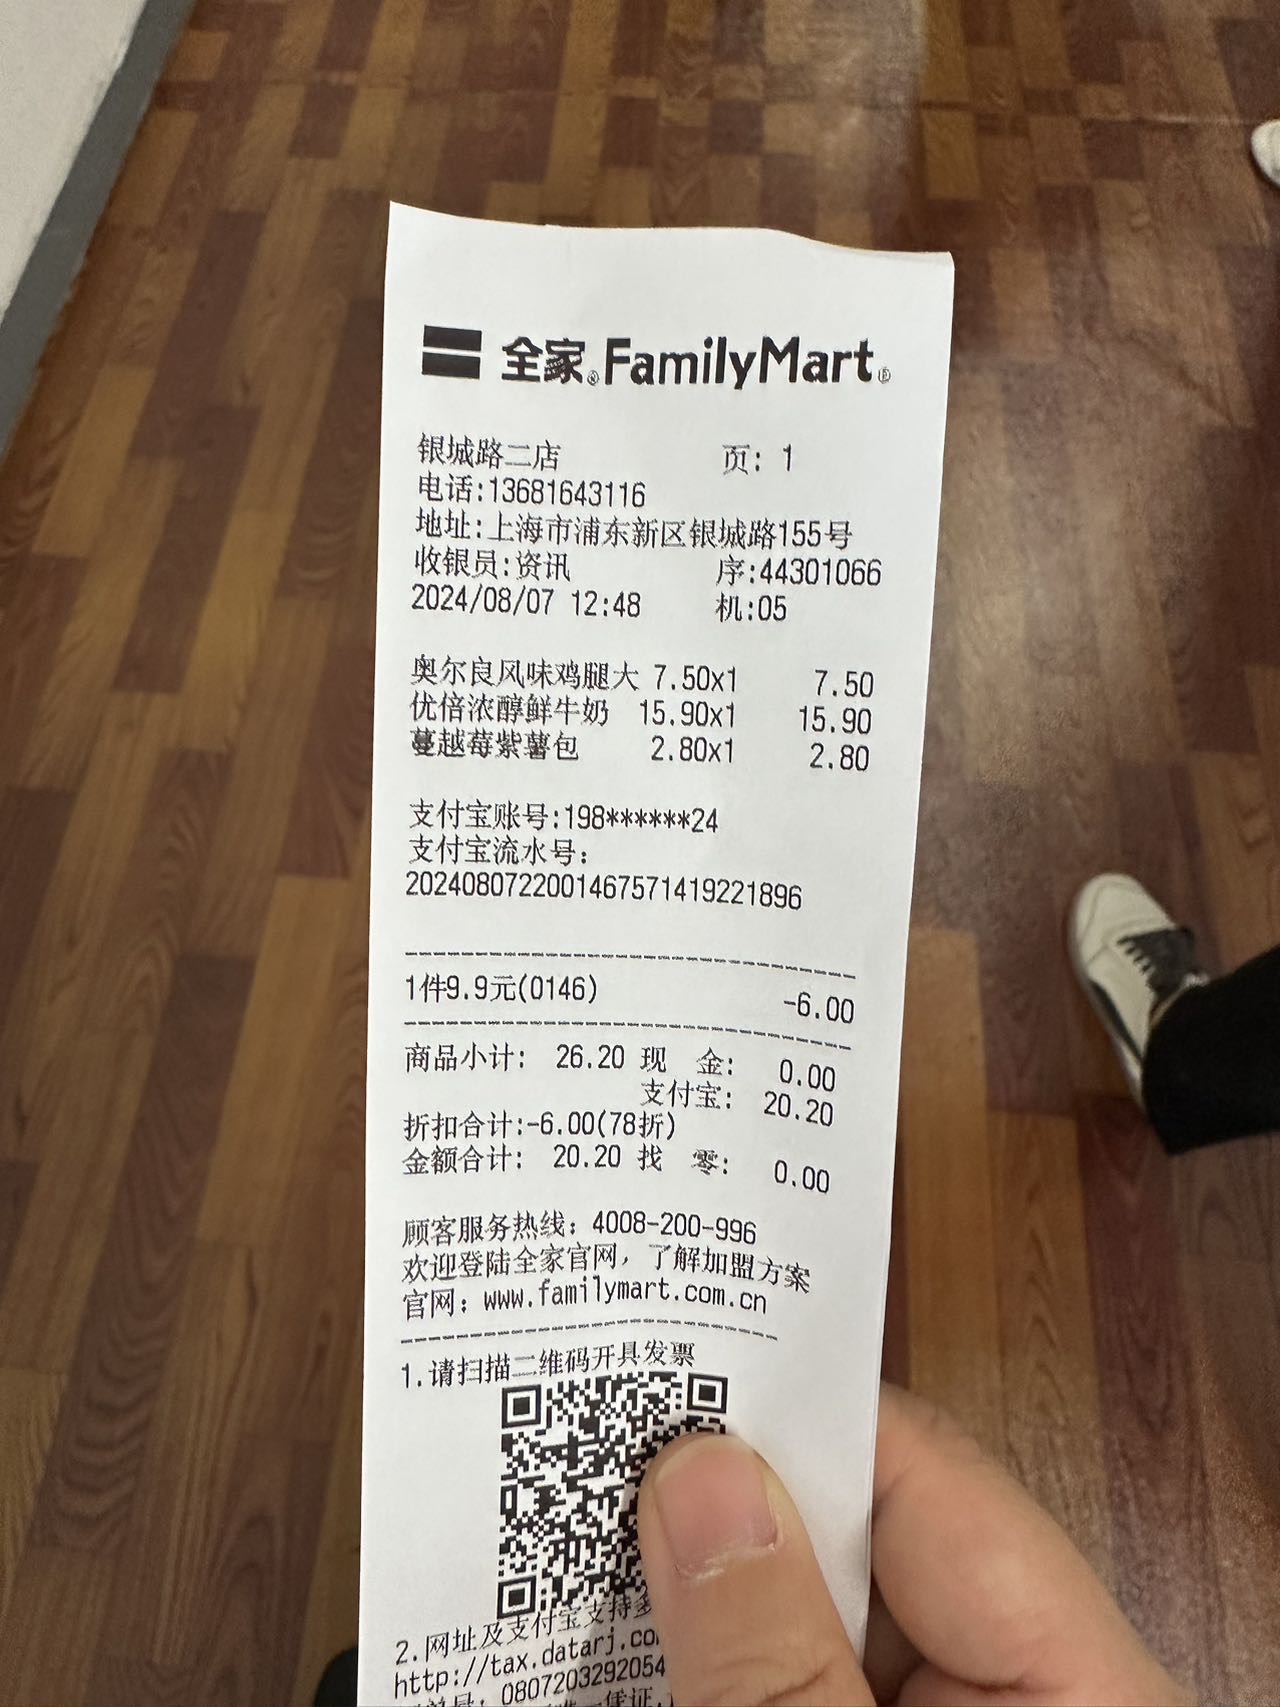 全家® FamilyMart®
银城路二店 页: 1
电话:13681643116
地址:上海市浦东新区银城路155号
收银员:资讯 序:44301066
2024/08/07 12:48 机:05
奥尔良风味鸡腿大 7.50x1 7.50
优倍浓醇鲜牛奶 15.90x1 15.90
蔓越莓紫薯包 2.80x1 2.80
支付宝账号:198******24
支付宝流水号:
2024080722001467571419221896
1件9.9元(0146) -6.00
商品小计: 26.20 现 金: 0.00
支付宝: 20.20
折扣合计:-6.00(78折)
金额合计: 20.20 找 零: 0.00
顾客服务热线: 4008-200-996
欢迎登陆全家官网，了解加盟方案
官网: www.familymart.com.cn
1.请扫描二维码开具发票
2.网址及支付宝支持
http://tax.datarj.co
0807203292054
凭证